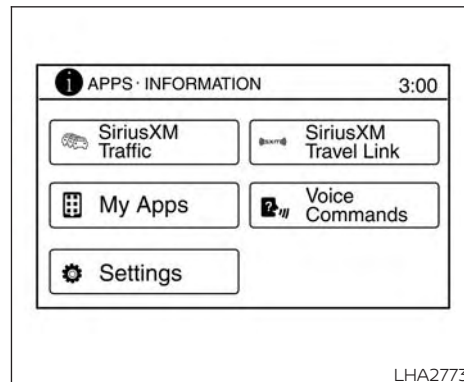 i APPS · INFORMATION 3:00
SiriusXM
Traffic
SiriusXM
Travel Link
My Apps
Voice
Commands
Settings
LHA2773